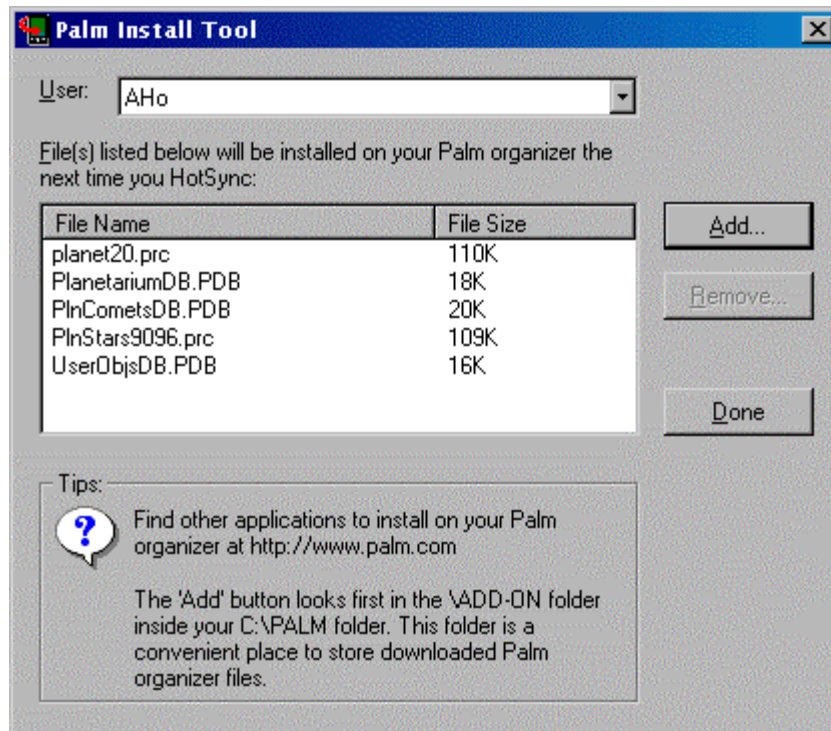 Palm Install Tool
User: AHo
File(s) listed below will be installed on your Palm organizer the
next time you HotSync:
File Name File Size
planet20.prc 110K
PlanetariumDB.PDB 18K
PlnCometsDB.PDB 20K
PlnStars9096.prc 109K
UserObjsDB.PDB 16K
Add...
Remove...
Done
Tips:
Find other applications to install on your Palm
organizer at http://www.palm.com
The 'Add' button looks first in the \ADD-ON folder
inside your C:\PALM folder. This folder is a
convenient place to store downloaded Palm
organizer files.